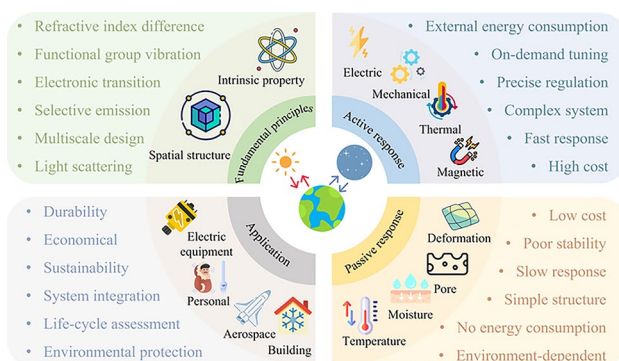 Refractive index difference
Functional group vibration
Electronic transition
Selective emission
Multiscale design
Light scattering
Intrinsic property
Spatial structure
Fundamental principles
External energy consumption
On-demand tuning
Precise regulation
Complex system
Fast response
High cost
Electric
Mechanical
Thermal
Magnetic
Active response
Durability
Economical
Sustainability
System integration
Life-cycle assessment
Environmental protection
Electric
equipment
Personal
Aerospace
Building
Application
Passive response
Deformation
Pore
Moisture
Temperature
Low cost
Poor stability
Slow response
Simple structure
No energy consumption
Environment-dependent